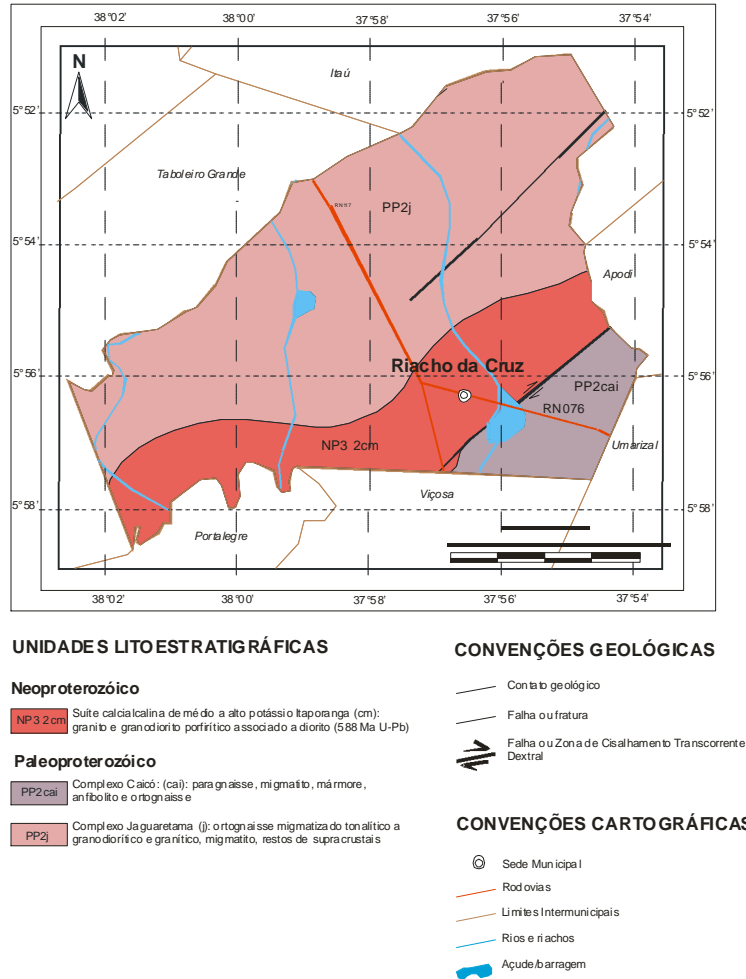 38°02' 38°00' 37°58' 37°56' 37°54'
N
Itaú
5°52' 5°52'
Taboleiro Grande
RN117
PP2j
5°54' 5°54'
Apodi
Riacho da Cruz
5°56' PP2cai 5°56'
RN076
NP3 2cm
Umarizal
Viçosa
5°58' 5°58'
Portalegre
38°02' 38°00' 37°58' 37°56' 37°54'
UNIDADES LITOESTRATIGRÁFICAS
Neoproterozóico
NP3 2cm Suíte calcialcalina de médio a alto potássio Itaporanga (cm):
granito e granodiorito porfirítico associado a diorito (588 Ma U-Pb)
Paleoproterozóico
PP2cai Complexo Caicó: (cai): paragnaisse, migmatito, mármore,
anfibolito e ortognaisse
PP2j Complexo Jaguaretama (j): ortognaisse migmatizado tonalítico a
granodiorítico e granítico, migmatito, restos de supracrustais
CONVENÇÕES GEOLÓGICAS
Contato geológico
Falha ou fratura
Falha ou Zona de Cisalhamento Transcorrente
Dextral
CONVENÇÕES CARTOGRÁFICAS
Sede Municipal
Rodovias
Limites Intermunicipais
Rios e riachos
Açude/barragem